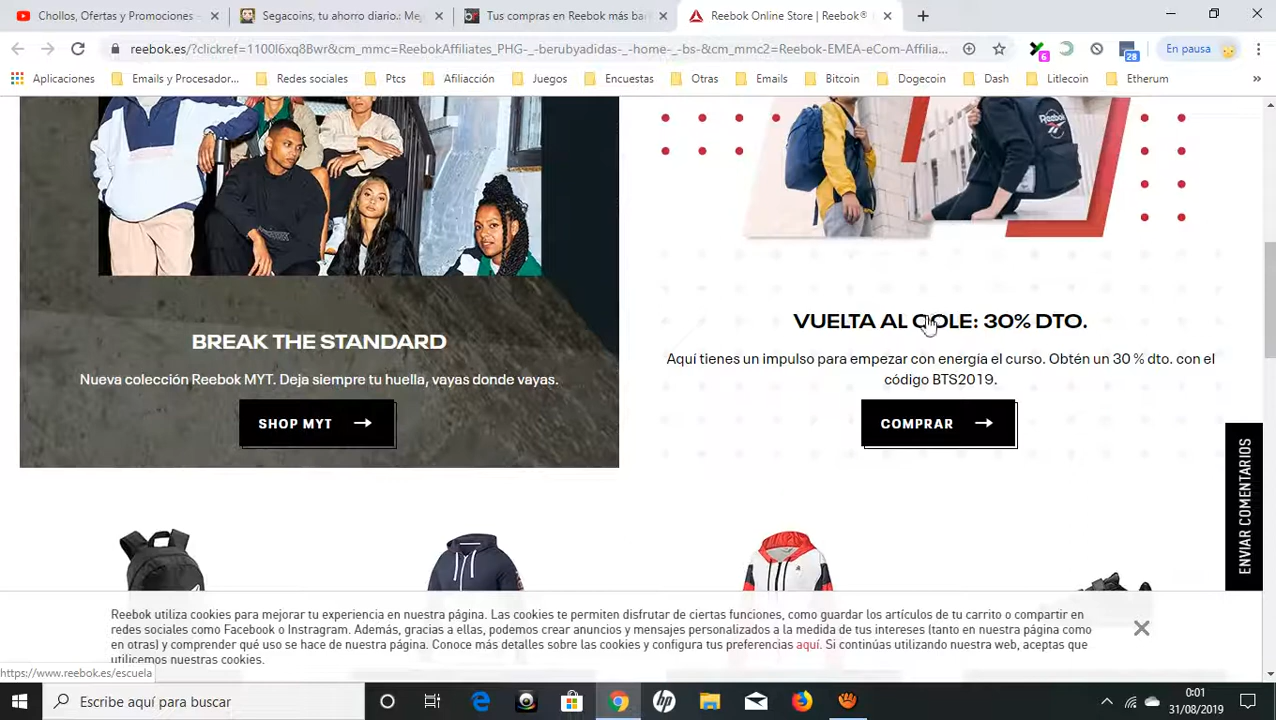 Chollos, Ofertas y Promociones -
Segacoins, tu ahorro diario.: Me
Tus compras en Reebok más bar
Reebok Online Store | Reebok®
reebok.es/?clickref=1100l6xq8Bwr&cm_mmc=ReebokAffiliates_PHG-_-berubyadidas-_-home-_-bs-&cm_mmc2=Reebok-EMEA-eCom-Affilia...
6
28
En pausa
Aplicaciones
Emails y Procesador...
Redes sociales
Ptcs
Afiliacción
Juegos
Encuestas
Otras
Emails
Bitcoin
Dogecoin
Dash
Litlecoin
Etherum
»
Reebok
BREAK THE STANDARD
Nueva colección Reebok MYT. Deja siempre tu huella, vayas donde vayas.
SHOP MYT
VUELTA AL COLE: 30% DTO.
Aquí tienes un impulso para empezar con energía el curso. Obtén un 30 % dto. con el
código BTS2019.
COMPRAR
ENVIAR COMENTARIOS
Reebok utiliza cookies para mejorar tu experiencia en nuestra página. Las cookies te permiten disfrutar de ciertas funciones, como guardar los artículos de tu carrito o compartir en
redes sociales como Facebook o Instragram. Además, gracias a ellas, podemos crear anuncios y mensajes personalizados a la medida de tus intereses (tanto en nuestra página como
en otras) y comprender qué uso se hace de nuestra página. Conoce más detalles sobre las cookies y configura tus preferencias aquí. Si continúas utilizando nuestra web, aceptas que
utilicemos nuestras cookies.
https://www.reebok.es/escuela
Escribe aquí para buscar
hp
0:01
31/08/2019